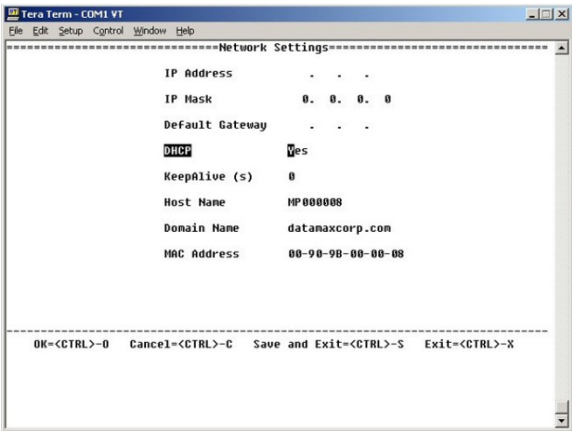 Tera Term - COM1 VT
File Edit Setup Control Window Help
==============================Network Settings===============================
IP Address . . .
IP Mask 0. 0. 0. 0
Default Gateway . . .
DHCP Yes
KeepAlive (s) 0
Host Name MP000008
Domain Name datamaxcorp.com
MAC Address 00-90-9B-00-00-08
-----------------------------------------------------------------------------
OK=<CTRL>-O Cancel=<CTRL>-C Save and Exit=<CTRL>-S Exit=<CTRL>-X